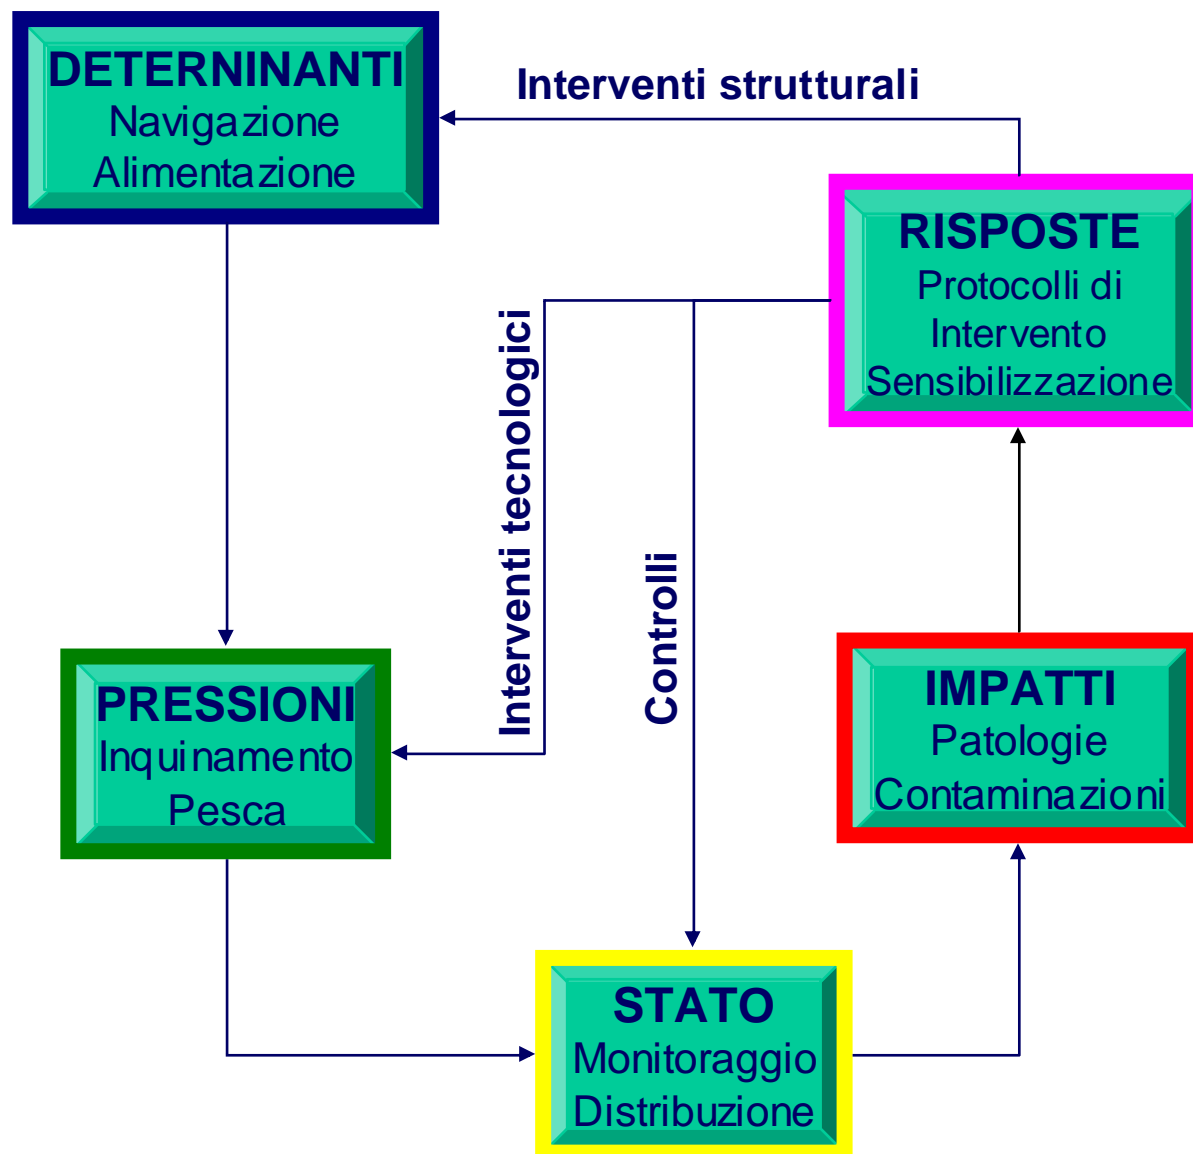 DETERNINANTI
Navigazione
Alimentazione
Interventi strutturali
RISPOSTE
Protocolli di
Intervento
Sensibilizzazione
Interventi tecnologici
Controlli
PRESSIONI
Inquinamento
Pesca
IMPATTI
Patologie
Contaminazioni
STATO
Monitoraggio
Distribuzione